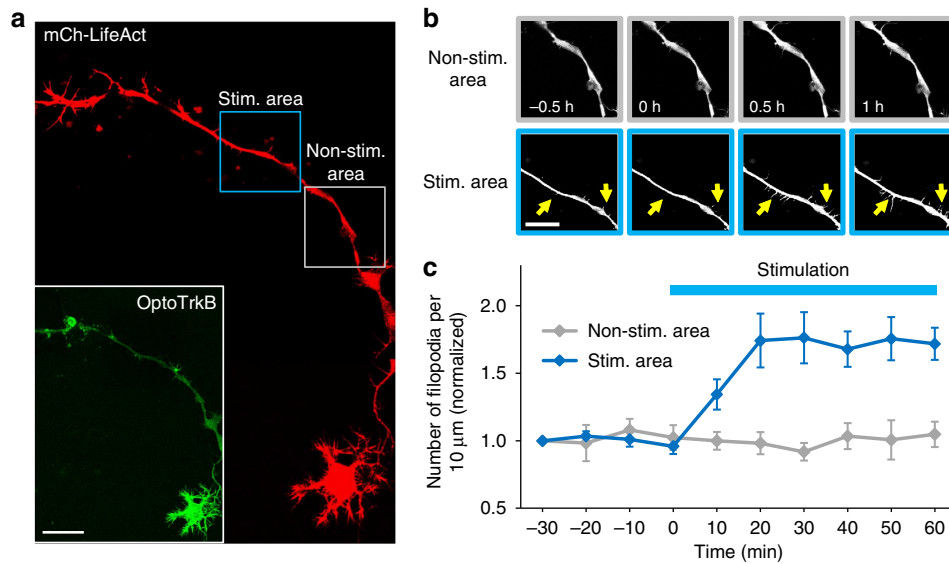 a
mCh-LifeAct
Stim. area
Non-stim.
area
OptoTrkB
b
Non-stim.
area
–0.5 h
0 h
0.5 h
1 h
Stim. area
c
Stimulation
Non-stim. area
Stim. area
Number of filopodia per
10 μm (normalized)
2.0
1.5
1.0
0.5
–30 –20 –10 0 10 20 30 40 50 60
Time (min)